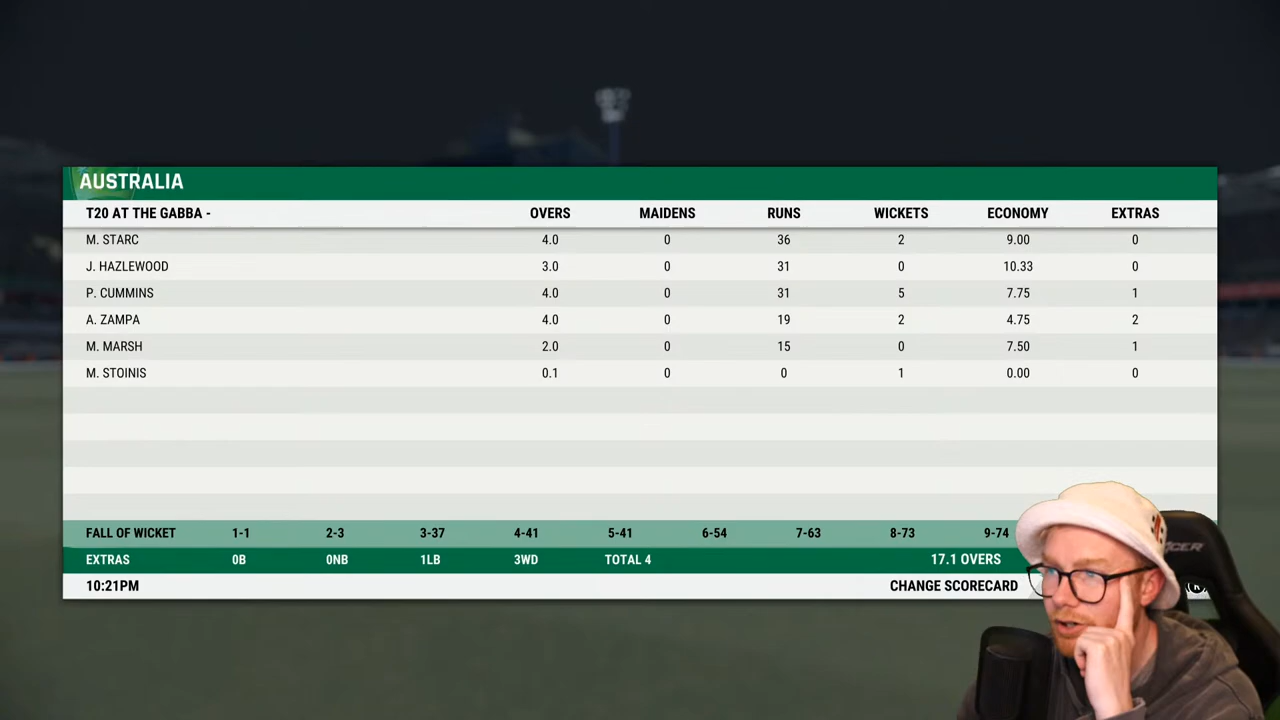 AUSTRALIA
T20 AT THE GABBA - OVERS MAIDENS RUNS WICKETS ECONOMY EXTRAS
M. STARC 4.0 0 36 2 9.00 0
J. HAZLEWOOD 3.0 0 31 0 10.33 0
P. CUMMINS 4.0 0 31 5 7.75 1
A. ZAMPA 4.0 0 19 2 4.75 2
M. MARSH 2.0 0 15 0 7.50 1
M. STOINIS 0.1 0 0 1 0.00 0
FALL OF WICKET 1-1 2-3 3-37 4-41 5-41 6-54 7-63 8-73 9-74
EXTRAS 0B 0NB 1LB 3WD TOTAL 4 17.1 OVERS
10:21PM CHANGE SCORECARD